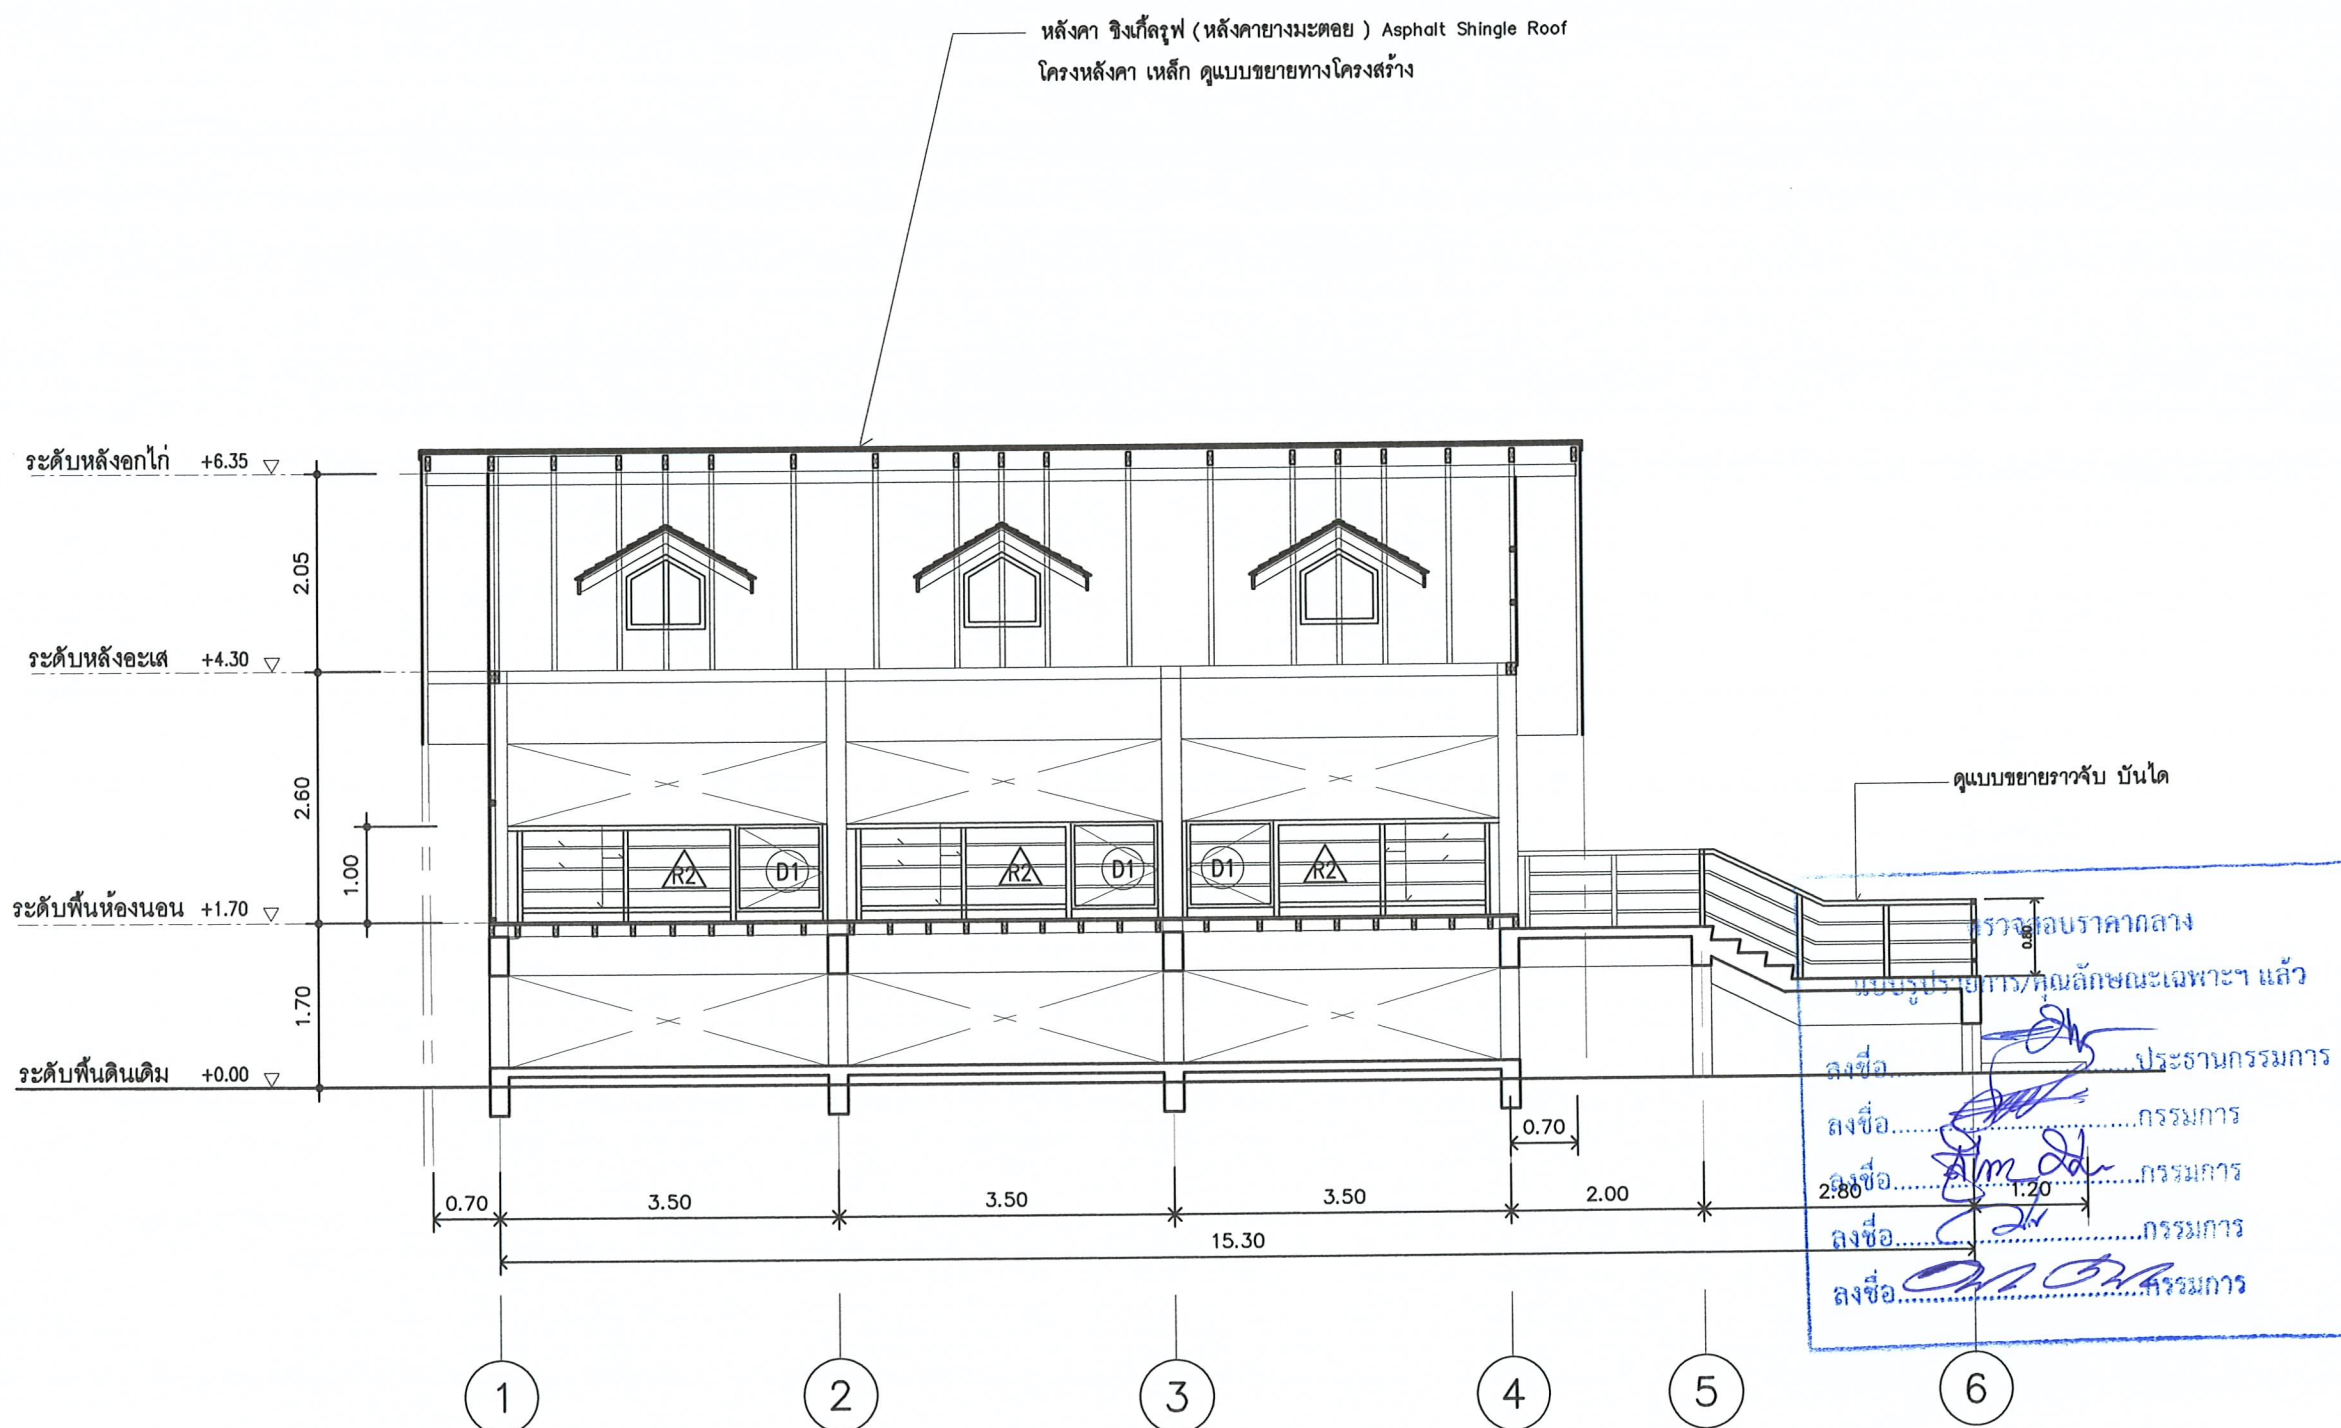 หลังคา ชิงเกิ้ลรูฟ (หลังคายางมะตอย ) Asphalt Shingle Roof
โครงหลังคา เหล็ก ดูแบบขยายทางโครงสร้าง
ระดับหลังอกไก่ +6.35
2.05
ระดับหลังอะเส +4.30
2.60
1.00
ดูแบบขยายราวจับ บันได
R2 D1 R2 D1 D1 R2
ระดับพื้นห้องนอน +1.70
0.80
ตรวจสอบราคากลาง
แบบรูปรายการ/คุณลักษณะเฉพาะฯ แล้ว
1.70
ระดับพื้นดินเดิม +0.00
ลงชื่อ..........ประธานกรรมการ
ลงชื่อ..........กรรมการ
ลงชื่อ..........กรรมการ
ลงชื่อ..........กรรมการ
ลงชื่อ..........กรรมการ
0.70
0.70 3.50 3.50 3.50 2.00 2.80 1.20
15.30
1 2 3 4 5 6